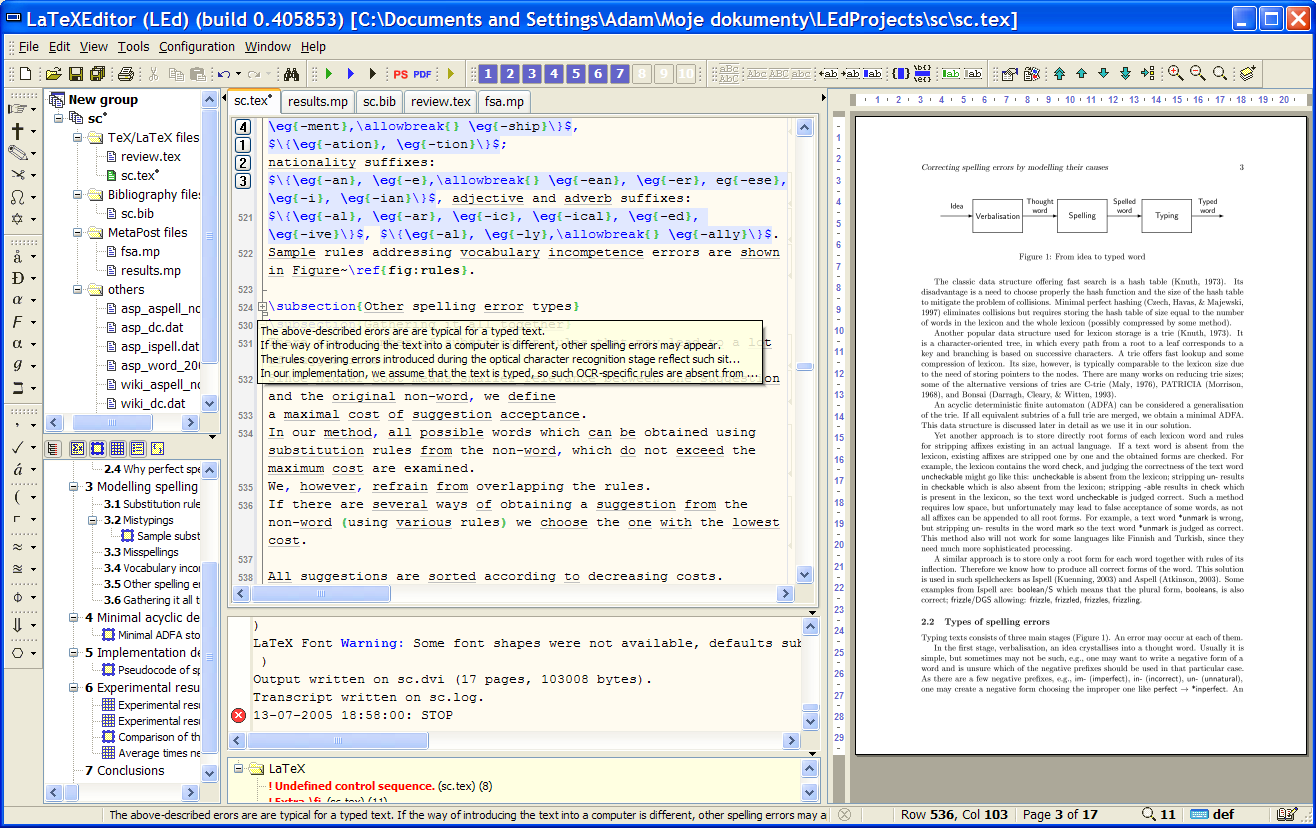 LaTeXEditor (LEd) (build 0.405853) [C:\Documents and Settings\Adam\Moje dokumenty\LEdProjects\sc\sc.tex]
File Edit View Tools Configuration Window Help
PS PDF 1 2 3 4 5 6 7 8 9 10
New group
sc*
TeX/LaTeX files
review.tex
sc.tex*
Bibliography files
sc.bib
MetaPost files
fsa.mp
results.mp
others
asp_aspell_nc
asp_dc.dat
asp_ispell.dat
asp_word_20
wiki_aspell_nc
wiki_dc.dat
2.4 Why perfect spe
3 Modelling spelling
3.1 Substitution rule
3.2 Mistypings
Sample subst
3.3 Misspellings
3.4 Vocabulary incor
3.5 Other spelling er
3.6 Gathering it all t
4 Minimal acyclic de
Minimal ADFA sto
5 Implementation de
Pseudocode of sp
6 Experimental resu
Experimental resu
Experimental resu
Comparison of th
Average times ne
7 Conclusions
sc.tex* results.mp sc.bib review.tex fsa.mp
4 \eg{-ment},\allowbreak{} \eg{-ship}\}$,
1 $\{\eg{-ation}, \eg{-tion}\}$;
2 nationality suffixes:
3 $\{\eg{-an}, \eg{-e},\allowbreak{} \eg{-ean}, \eg{-er}, eg{-ese},
\eg{-i}, \eg{-ian}\}$, adjective and adverb suffixes:
521 $\{\eg{-al}, \eg{-ar}, \eg{-ic}, \eg{-ical}, \eg{-ed},
\eg{-ive}\}$, $\{\eg{-al}, \eg{-ly},\allowbreak{} \eg{-ally}\}$.
522 Sample rules addressing vocabulary incompetence errors are shown
in Figure~\ref{fig:rules}.
523
524 \subsection{Other spelling error types}
530
531
The above-described erors are are typical for a typed text.
If the way of introducing the text into a computer is different, other spelling errors may appear.
The rules covering errors introduced during the optical character recognition stage reflect such sit...
In our implementation, we assume that the text is typed, so such OCR-specific rules are absent from ...
532
and the original non-word, we define
533 a maximal cost of suggestion acceptance.
534 In our method, all possible words which can be obtained using
substitution rules from the non-word, which do not exceed the
maximum cost are examined.
535 We, however, refrain from overlapping the rules.
536 If there are several ways of obtaining a suggestion from the
non-word (using various rules) we choose the one with the lowest
cost.
537
538 All suggestions are sorted according to decreasing costs.
)
LaTeX Font Warning: Some font shapes were not available, defaults sub
)
Output written on sc.dvi (17 pages, 103008 bytes).
Transcript written on sc.log.
13-07-2005 18:58:00: STOP
LaTeX
! Undefined control sequence. (sc.tex) (8)
! Extra \fi. (sc.tex) (11)
1 2 3 4 5 6 7 8 9 10 11 12 13 14 15 16 17 18 19 20
Correcting spelling errors by modelling their causes 3
Idea Verbalisation Thought word Spelling Spelled word Typing Typed word
Figure 1: From idea to typed word
The classic data structure offering fast search is a hash table (Knuth, 1973). Its
disadvantage is a need to choose properly the hash function and the size of the hash table
to mitigate the problem of collisions. Minimal perfect hashing (Czech, Havas, & Majewski,
1997) eliminates collisions but requires storing the hash table of size equal to the number
of words in the lexicon and the whole lexicon (possibly compressed by some method).
Another popular data structure used for lexicon storage is a trie (Knuth, 1973). It
is a character-oriented tree, in which every path from a root to a leaf corresponds to a
key and branching is based on successive characters. A trie offers fast lookup and some
compression of lexicon. Its size, however, is typically comparable to the lexicon size due
to the need of storing pointers to the nodes. There are many works on reducing trie sizes;
some of the alternative versions of tries are C-trie (Maly, 1976), PATRICIA (Morrison,
1968), and Bonsai (Darragh, Cleary, & Witten, 1993).
An acyclic deterministic finite automaton (ADFA) can be considered a generalisation
of the trie. If all equivalent subtries of a full trie are merged, we obtain a minimal ADFA.
This data structure is discussed later in detail as we use it in our solution.
Yet another approach is to store directly root forms of each lexicon word and rules
for stripping affixes existing in an actual language. If a text word is absent from the
lexicon, existing affixes are stripped one by one and the obtained forms are checked. For
example, the lexicon contains the word check, and judging the correctness of the text word
uncheckable might go like this: uncheckable is absent from the lexicon; stripping un- results
in checkable which is also absent from the lexicon; stripping -able results in check which
is present in the lexicon, so the text word uncheckable is judged correct. Such a method
requires low space, but unfortunately may lead to false acceptance of some words, as not
all affixes can be appended to all root forms. For example, a text word *unmark is wrong,
but stripping un- results in the word mark so the text word *unmark is judged as correct.
This method also will not work for some languages like Finnish and Turkish, since they
need much more sophisticated processing.
A similar approach is to store only a root form for each word together with rules of its
inflection. Therefore we know how to produce all correct forms of the word. This solution
is used in such spellcheckers as Ispell (Kuenning, 2003) and Aspell (Atkinson, 2003). Some
examples from Ispell are: boolean/S which means that the plural form, booleans, is also
correct; frizzle/DGS allowing: frizzle, frizzled, frizzles, frizzling.
2.2 Types of spelling errors
Typing texts consists of three main stages (Figure 1). An error may occur at each of them.
In the first stage, verbalisation, an idea crystallises into a thought word. Usually it is
simple, but sometimes may not be such, e.g., one may want to write a negative form of a
word and is unsure which of the negative prefixes should be used in that particular case.
As there are a few negative prefixes, e.g., im- (imperfect), in- (incorrect), un- (unnatural),
one may create a negative form choosing the improper one like perfect → *inperfect. An
The above-described erors are are typical for a typed text. If the way of introducing the text into a computer is different, other spelling errors may a
Row 536, Col 103 Page 3 of 17 11 def